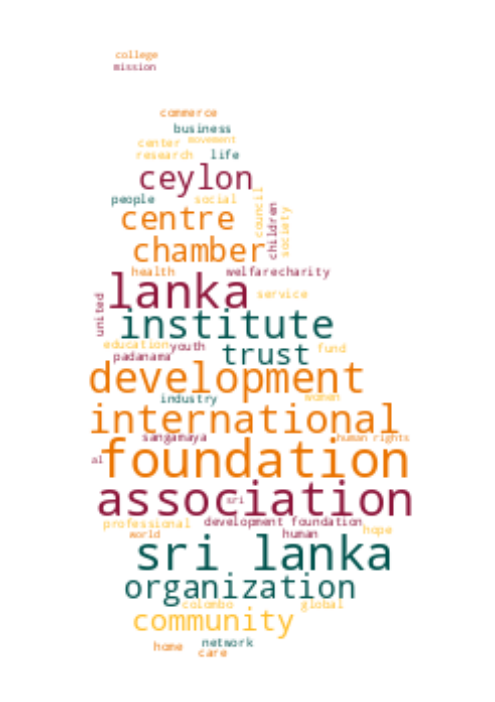 college
mission
commerce
business
center movement
research life
ceylon
people social
council
children
society
centre
chamber
health welfare charity
lanka service
united
institute
education youth
trust fund
padanama
development
industry women
international
sangamaya human rights
al foundation
association
sri
professional development foundation
world human hope
sri lanka
organization
colombo global
community
home network
care